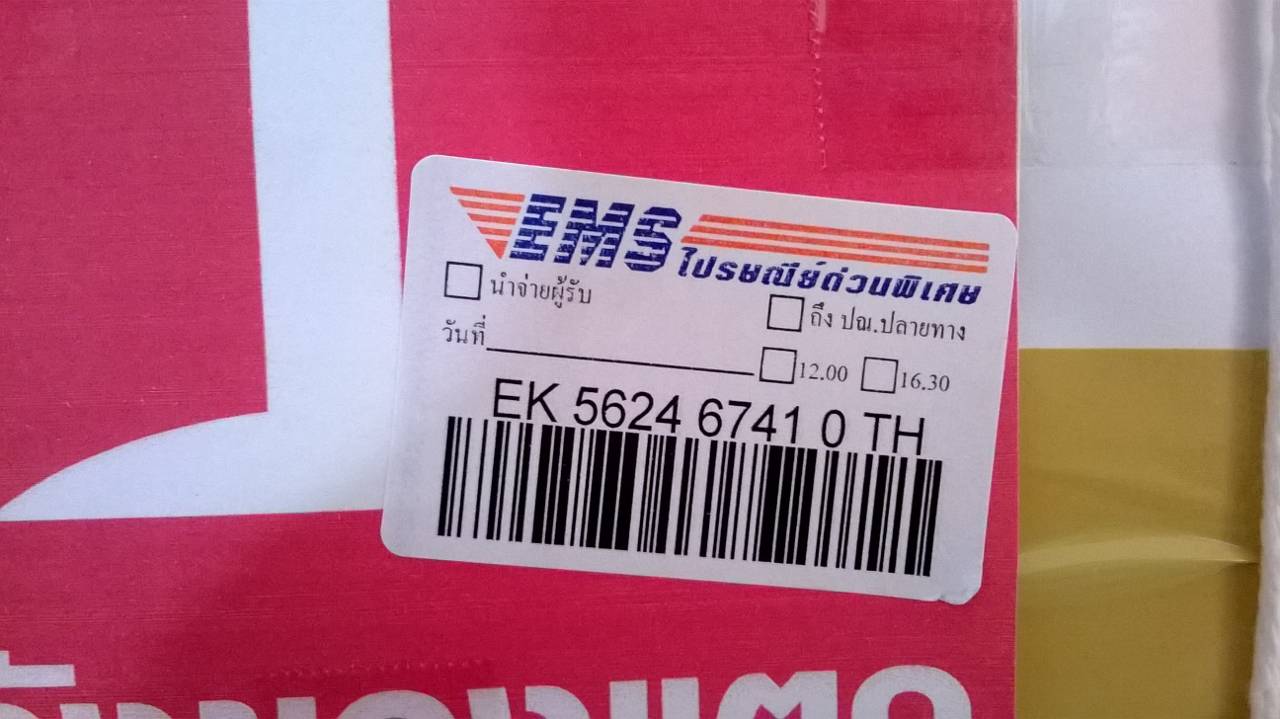 EMS ไปรษณีย์ด่วนพิเศษ
นำจ่ายผู้รับ
ถึง ปณ.ปลายทาง
วันที่
12.00 16.30
EK 5624 6741 0 TH